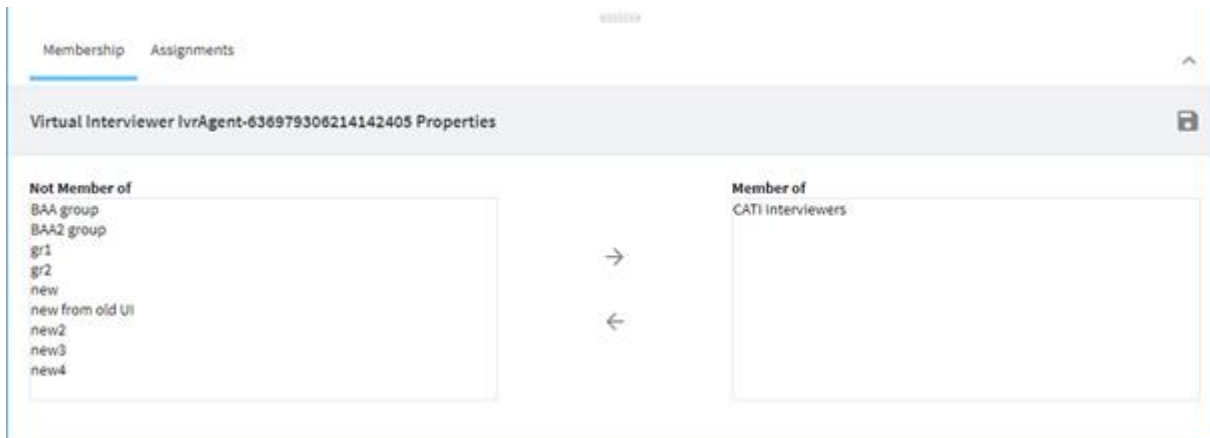 Membership Assignments
Virtual Interviewer IvrAgent-636979306214142405 Properties
Not Member of
BAA group
BAA2 group
gr1
gr2
new
new from old UI
new2
new3
new4
Member of
CATI Interviewers